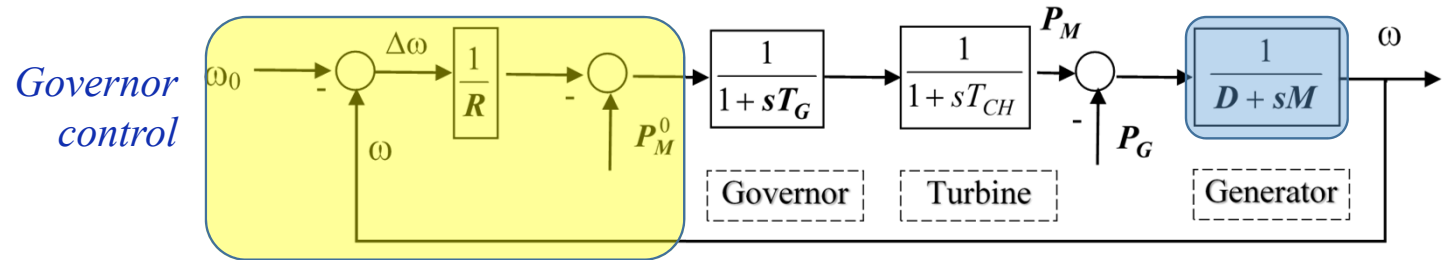 Governor
control
ω₀
-
Δω
1
R
-
P_M^0
ω
1
1 + sT_G
1
1 + sT_CH
P_M
-
P_G
1
D + sM
ω
Governor
Turbine
Generator